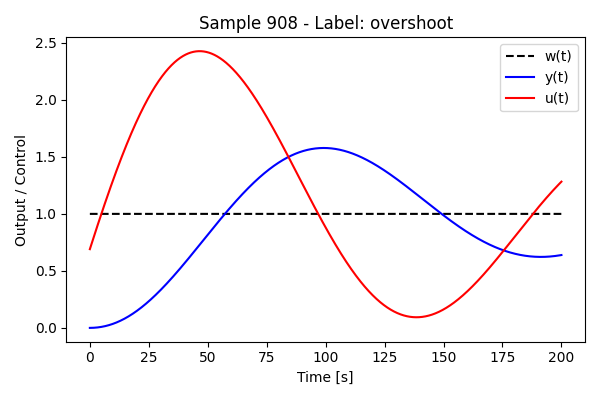 Sample 908 - Label: overshoot
2.5
2.0
1.5
1.0
0.5
0.0
Output / Control
w(t)
y(t)
u(t)
0 25 50 75 100 125 150 175 200
Time [s]